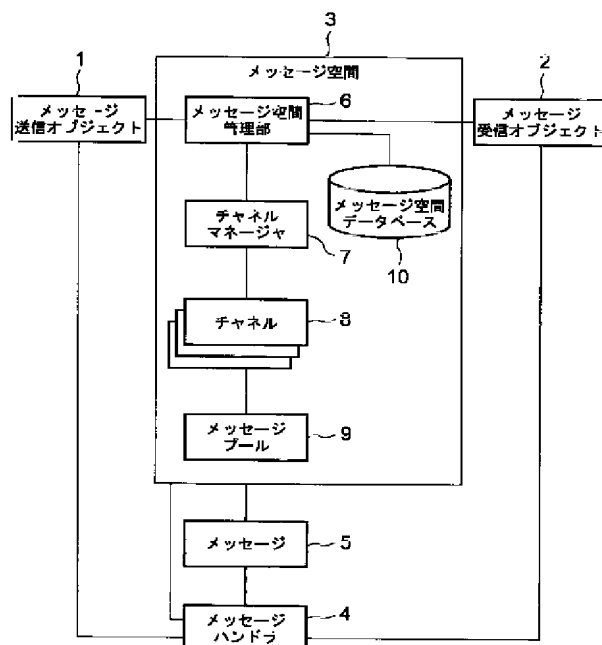 3
メッセージ空間
1
メッセージ
送信オブジェクト
6
メッセージ空間
管理部
2
メッセージ
受信オブジェクト
メッセージ空間
データベース
10
チャネル
マネージャ
7
チャネル
8
メッセージ
プール
9
メッセージ
5
メッセージ
ハンドラ
4